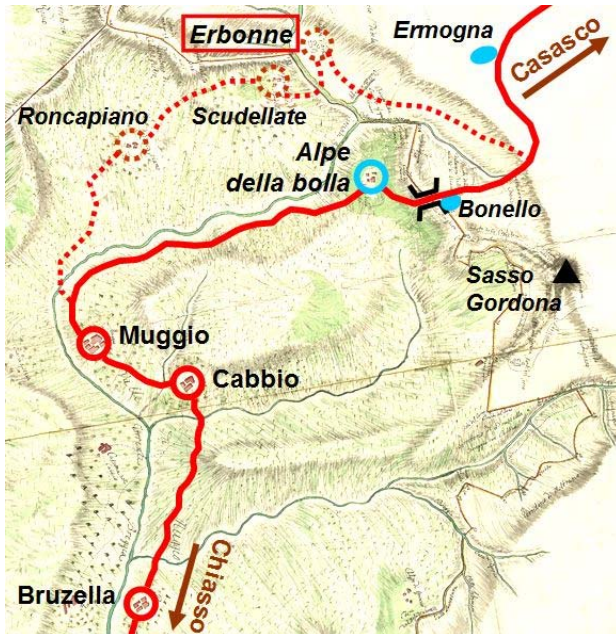 Erbonne
Ermogna
Casasco
Roncapiano
Scudellate
Alpe
della bolla
Bonello
Sasso
Gordona
Muggio
Cabbio
Bruzella
Chiasso